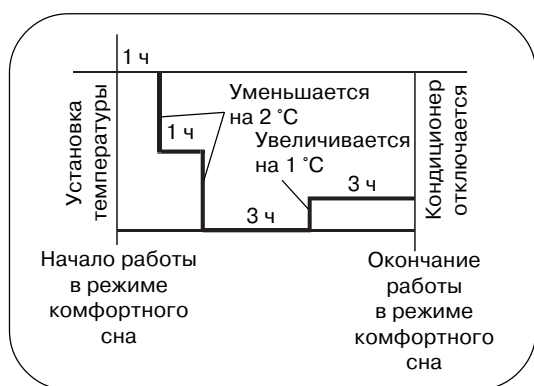 1 ч
Установка
температуры
Уменьшается
на 2 °C
1 ч
Увеличивается
на 1 °C
3 ч
3 ч
Кондиционер
отключается
Начало работы
в режиме
комфортного
сна
Окончание
работы
в режиме
комфортного
сна